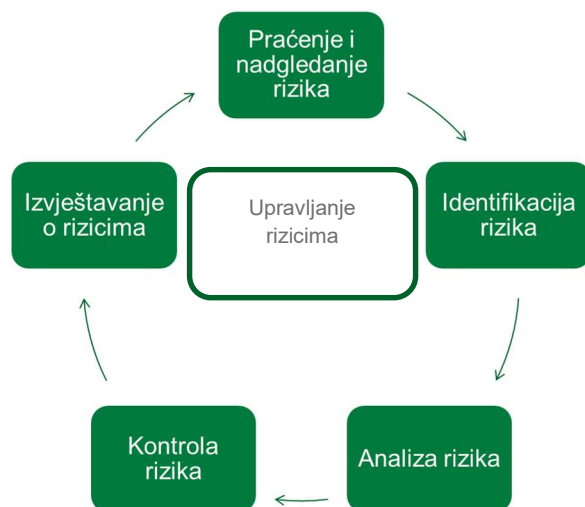 Praćenje i
nadgledanje
rizika
Izvještavanje
o rizicima
Upravljanje
rizicima
Identifikacija
rizika
Kontrola
rizika
Analiza rizika